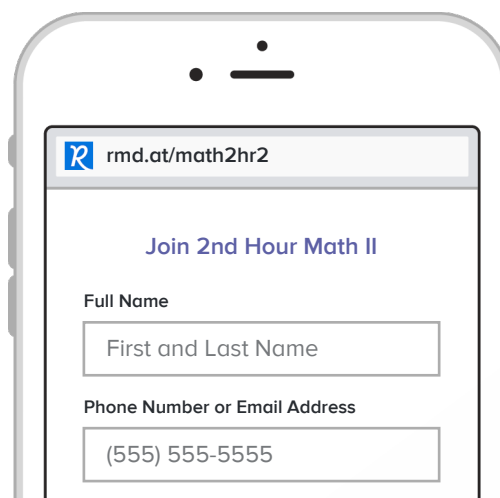 rmd.at/math2hr2
Join 2nd Hour Math II
Full Name
First and Last Name
Phone Number or Email Address
(555) 555-5555